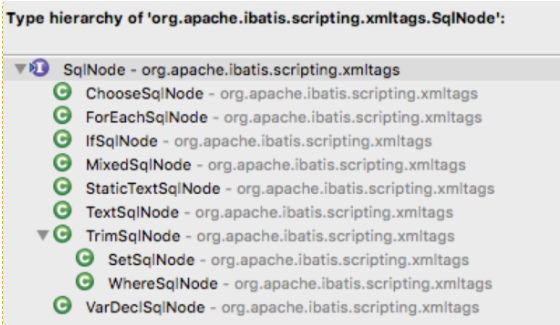 Type hierarchy of 'org.apache.ibatis.scripting.xmltags.SqlNode':
SqlNode - org.apache.ibatis.scripting.xmltags
ChooseSqlNode - org.apache.ibatis.scripting.xmltags
ForEachSqlNode - org.apache.ibatis.scripting.xmltags
IfSqlNode - org.apache.ibatis.scripting.xmltags
MixedSqlNode - org.apache.ibatis.scripting.xmltags
StaticTextSqlNode - org.apache.ibatis.scripting.xmltags
TextSqlNode - org.apache.ibatis.scripting.xmltags
TrimSqlNode - org.apache.ibatis.scripting.xmltags
SetSqlNode - org.apache.ibatis.scripting.xmltags
WhereSqlNode - org.apache.ibatis.scripting.xmltags
VarDeclSqlNode - org.apache.ibatis.scripting.xmltags